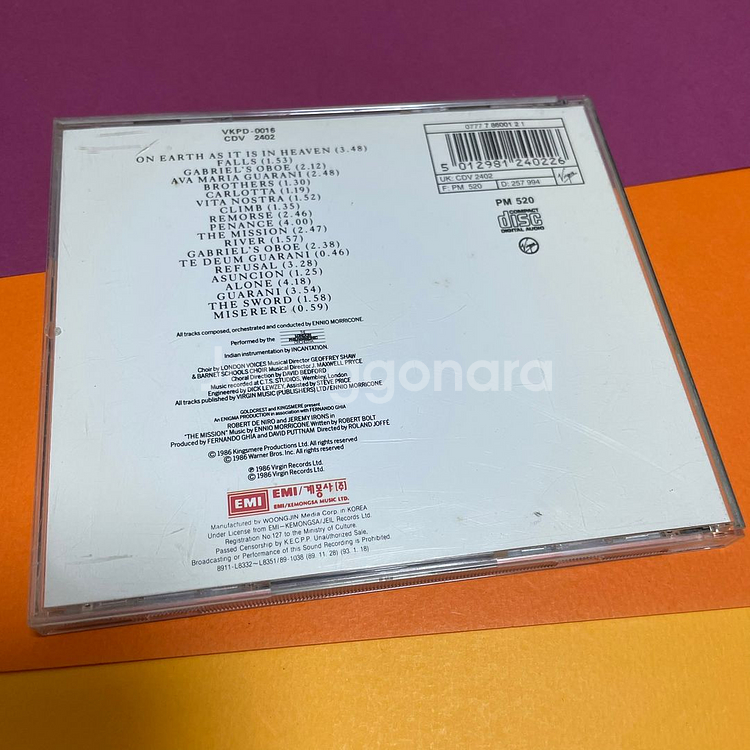 VKPD-0016
CDV 2402
ON EARTH AS IT IS IN HEAVEN (3.48)
FALLS (1.53)
GABRIEL'S OBOE (2.12)
AVA MARIA GUARANI (2.48)
BROTHERS (1.30)
CARLOTTA (1.19)
VITA NOSTRA (1.52)
CLIMB (1.35)
REMORSE (2.46)
PENANCE (4.00)
THE MISSION (2.47)
RIVER (1.57)
GABRIEL'S OBOE (2.38)
TE DEUM GUARANI (0.46)
REFUSAL (3.28)
ASUNCION (1.25)
ALONE (4.18)
GUARANI (3.54)
THE SWORD (1.58)
MISERERE (0.59)
0777 7 86001 2 1
5 012981 240226
UK: CDV 2402
F: PM 520 D: 257 994
Virgin
PM 520
COMPACT
disc
DIGITAL AUDIO
Virgin
All tracks composed, orchestrated and conducted by ENNIO MORRICONE.
Performed by the
Indian instrumentation by INCANTATION.
Choir by LONDON VOICES Musical Director GEOFFREY SHAW
& BARNET SCHOOLS CHOIR Musical Director J. MAXWELL PRYCE
Choral Direction by DAVID BEDFORD
Music recorded at C.T.S. STUDIOS, Wembley, London
Engineered by DICK LEWZEY, Assisted by STEVE PRICE
All tracks published by VIRGIN MUSIC (PUBLISHERS) LTD/ENNIO MORRICONE
GOLDCREST AND KINGSMERE present
AN ENIGMA PRODUCTION in association with FERNANDO GHIA
ROBERT DE NIRO and JEREMY IRONS in
"THE MISSION" Music by ENNIO MORRICONE Written by ROBERT BOLT
Produced by FERNANDO GHIA and DAVID PUTTNAM Directed by ROLAND JOFFÉ
© 1986 Kingsmere Productions Ltd. All rights reserved
© 1986 Warner Bros. Inc. All rights reserved
℗ 1986 Virgin Records Ltd.
© 1986 Virgin Records Ltd.
EMI EMI/계몽사(주)
EMI/KEMONGSA MUSIC LTD.
Manufactured by WOONGJIN Media Corp. in KOREA
Under License from EMI-KEMONGSA/JEIL Records Ltd.
Registration No.127 to the Ministry of Culture.
Passed Censorship by K.E.C.P.P. Unauthorized Sale,
Broadcasting or Performance of this Sound Recording is Prohibited.
8911-L8332~L8351/89-1038 (89. 11. 28) (93. 1. 18)